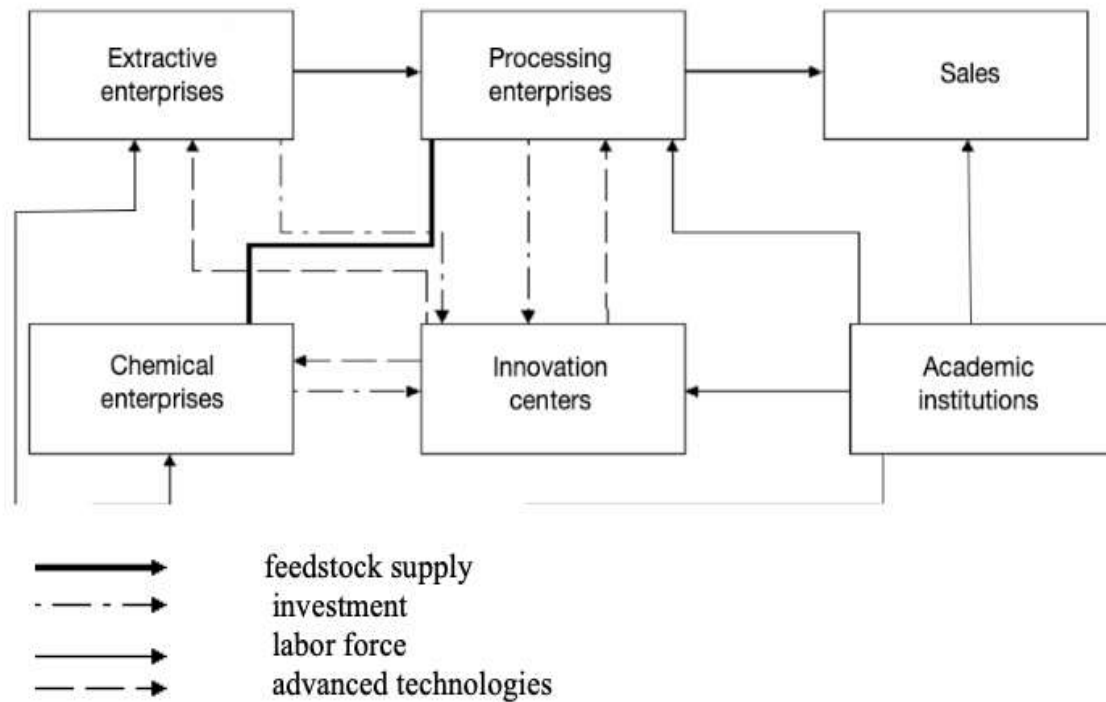 Extractive
enterprises
Processing
enterprises
Sales
Chemical
enterprises
Innovation
centers
Academic
institutions
feedstock supply
investment
labor force
advanced technologies